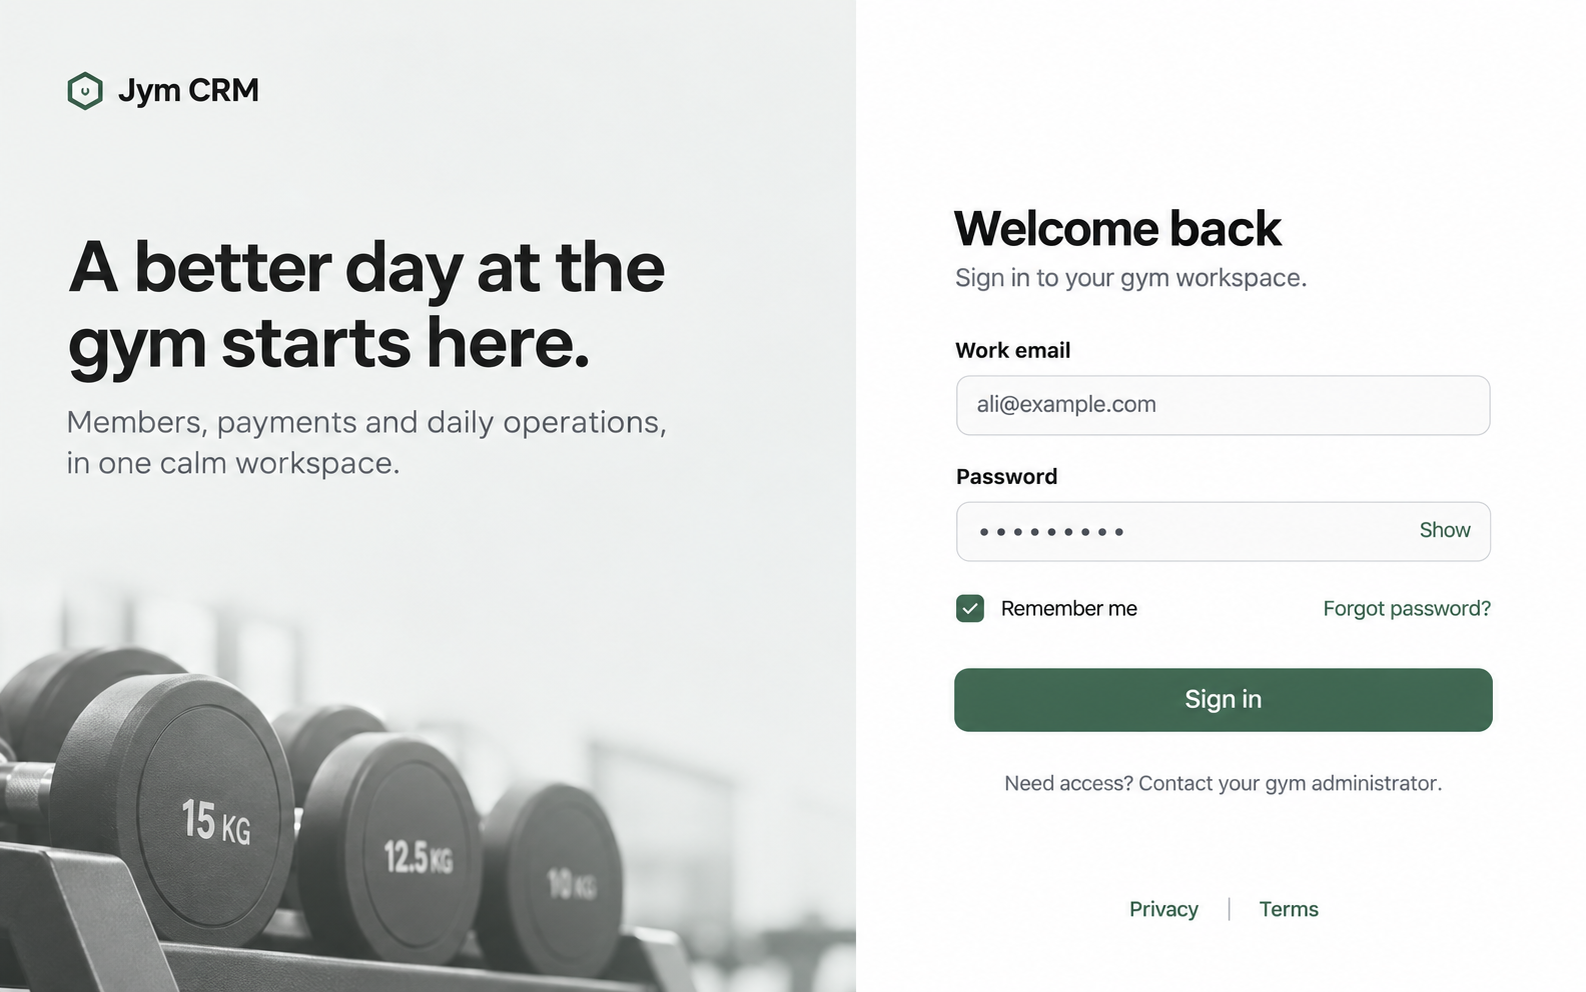 Jym CRM
A better day at the
gym starts here.
Members, payments and daily operations,
in one calm workspace.
15 KG
12.5 KG
10 KG
Welcome back
Sign in to your gym workspace.
Work email
ali@example.com
Password
Show
Remember me
Forgot password?
Sign in
Need access? Contact your gym administrator.
Privacy | Terms